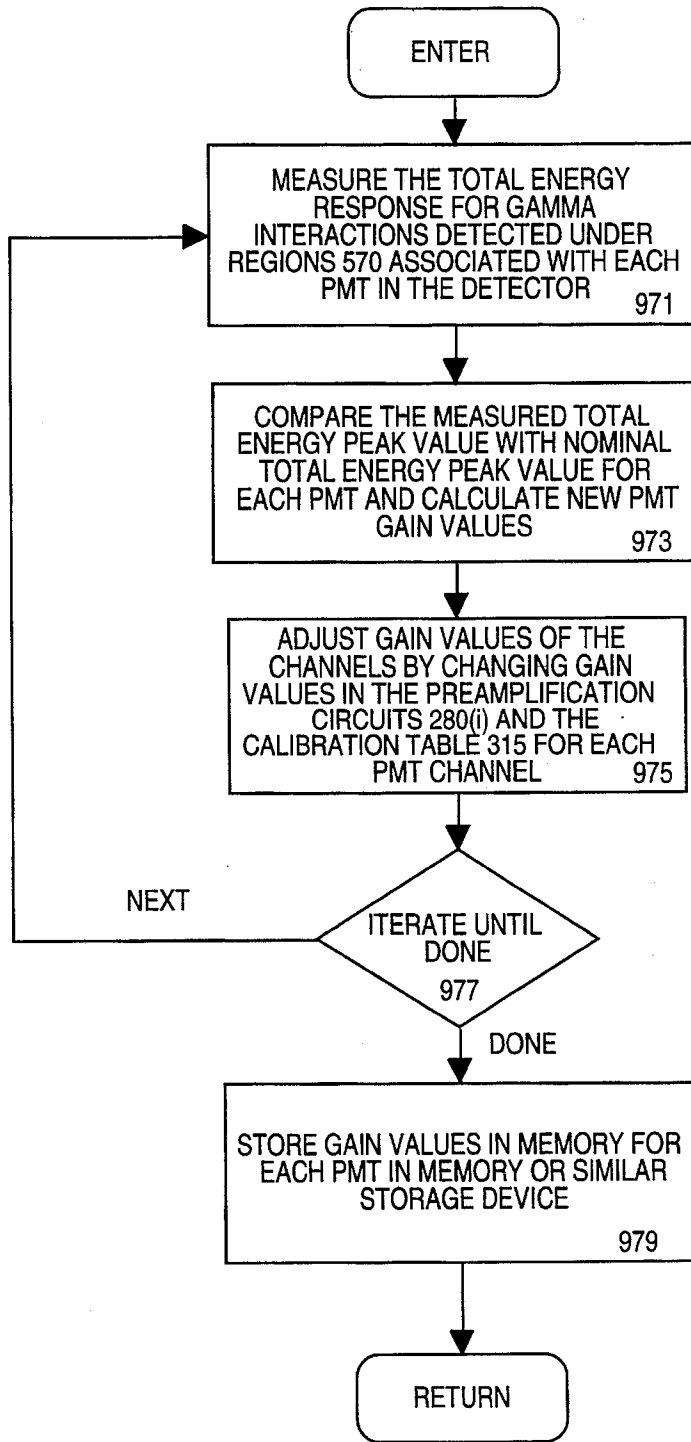 ENTER
MEASURE THE TOTAL ENERGY
RESPONSE FOR GAMMA
INTERACTIONS DETECTED UNDER
REGIONS 570 ASSOCIATED WITH EACH
PMT IN THE DETECTOR
971
COMPARE THE MEASURED TOTAL
ENERGY PEAK VALUE WITH NOMINAL
TOTAL ENERGY PEAK VALUE FOR
EACH PMT AND CALCULATE NEW PMT
GAIN VALUES
973
ADJUST GAIN VALUES OF THE
CHANNELS BY CHANGING GAIN
VALUES IN THE PREAMPLIFICATION
CIRCUITS 280(i) AND THE
CALIBRATION TABLE 315 FOR EACH
PMT CHANNEL
975
NEXT
ITERATE UNTIL
DONE
977
DONE
STORE GAIN VALUES IN MEMORY FOR
EACH PMT IN MEMORY OR SIMILAR
STORAGE DEVICE
979
RETURN